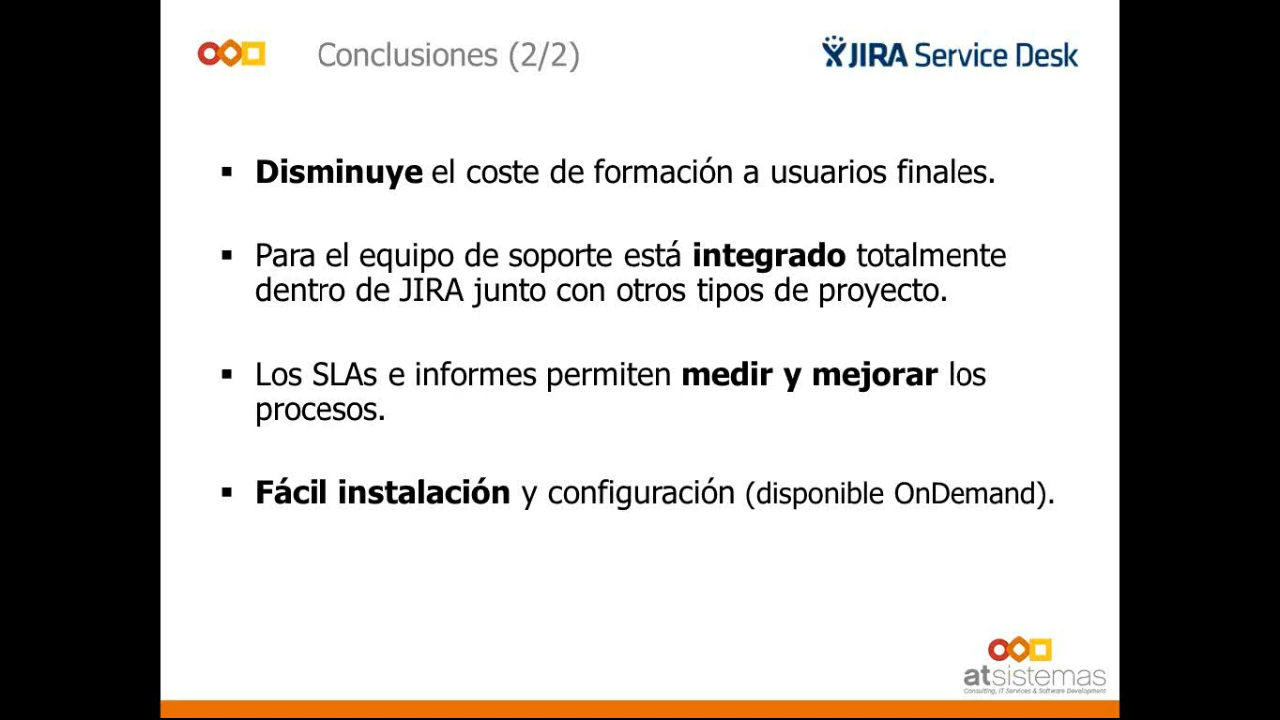 Conclusiones (2/2)
JIRA Service Desk
▪ Disminuye el coste de formación a usuarios finales.
▪ Para el equipo de soporte está integrado totalmente
dentro de JIRA junto con otros tipos de proyecto.
▪ Los SLAs e informes permiten medir y mejorar los
procesos.
▪ Fácil instalación y configuración (disponible OnDemand).
atsistemas
Consulting, IT Services & Software Development